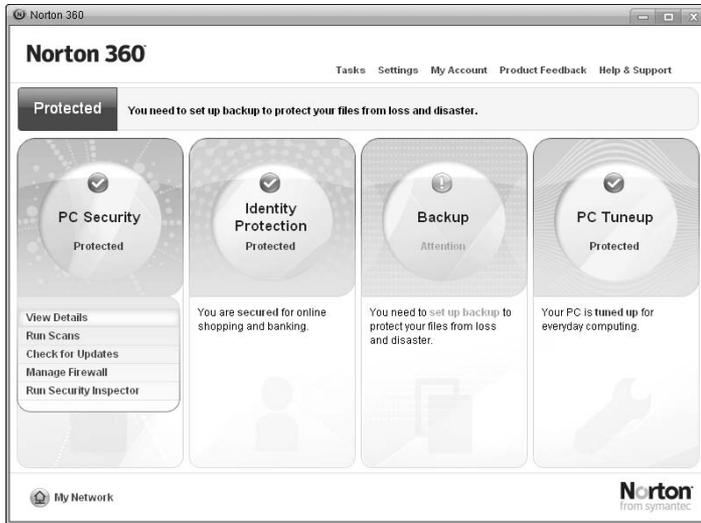 Norton 360
Norton 360
Tasks Settings My Account Product Feedback Help & Support
Protected
You need to set up backup to protect your files from loss and disaster.
PC Security
Protected
View Details
Run Scans
Check for Updates
Manage Firewall
Run Security Inspector
Identity
Protection
Protected
You are secured for online
shopping and banking.
Backup
Attention
You need to set up backup to
protect your files from loss
and disaster.
PC Tuneup
Protected
Your PC is tuned up for
everyday computing.
My Network
Norton
from symantec